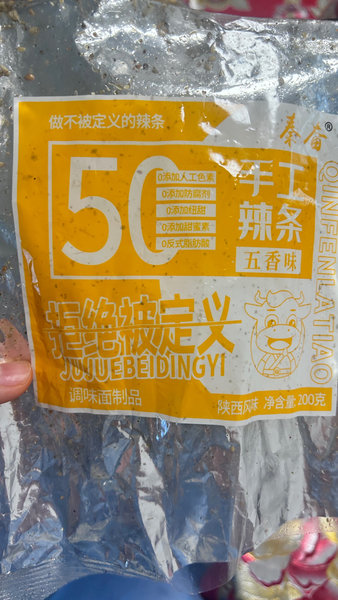 做不被定义的辣条
秦奋®
50
0添加人工色素
0添加防腐剂
0添加纽甜
0添加甜蜜素
0反式脂肪酸
手工
辣条
五香味
QINFENLATIAO
拒绝被定义
JUJUEBEIDINGYI
调味面制品
陕西风味 净含量:200克